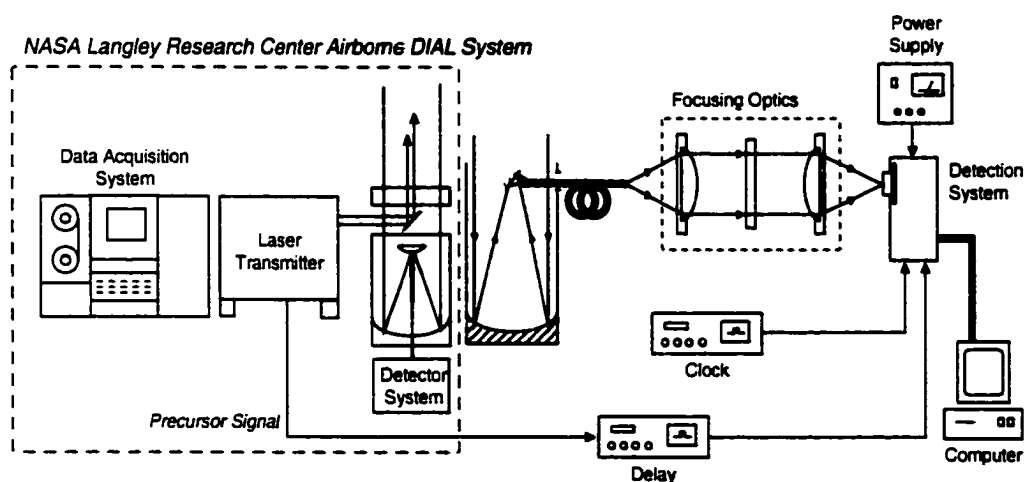 NASA Langley Research Center Airborne DIAL System
Power
Supply
Focusing Optics
Data Acquisition
System
Detection
System
Laser
Transmitter
Clock
Detector
System
Precursor Signal
Delay
Computer